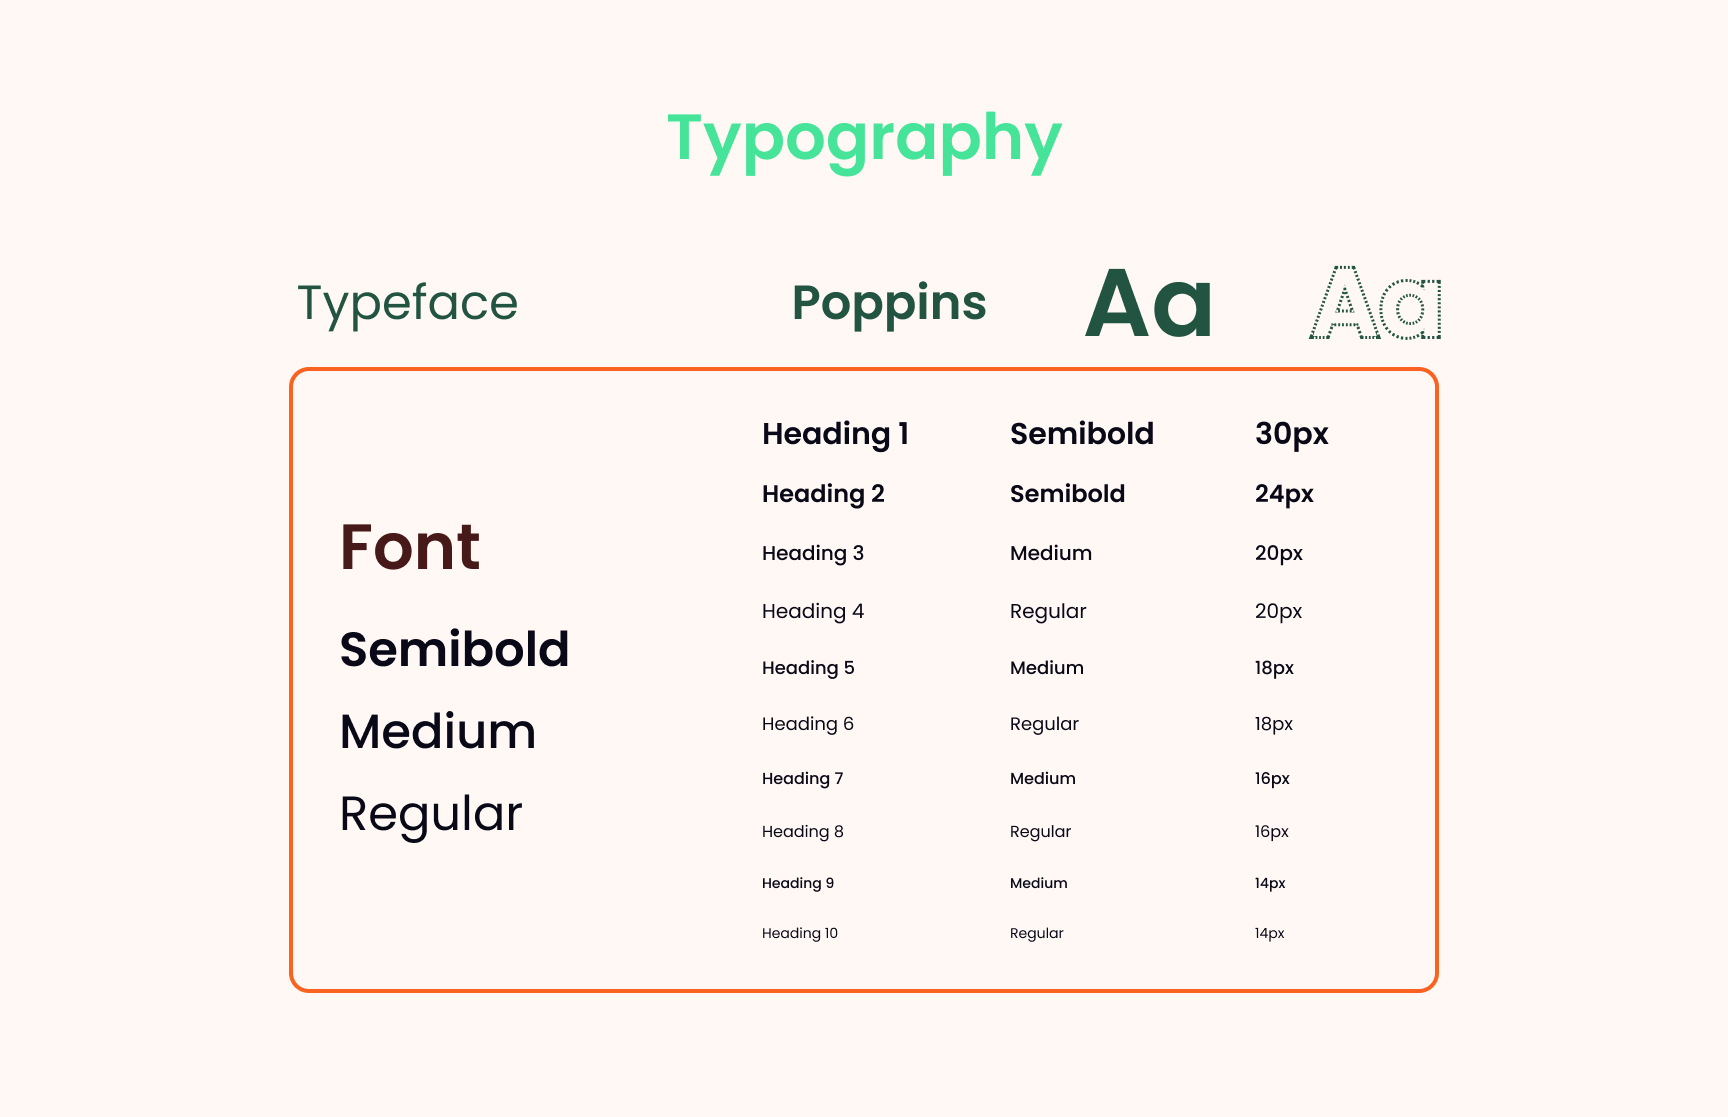 Typography
Typeface Poppins Aa Aa
Font
Semibold
Medium
Regular
Heading 1 Semibold 30px
Heading 2 Semibold 24px
Heading 3 Medium 20px
Heading 4 Regular 20px
Heading 5 Medium 18px
Heading 6 Regular 18px
Heading 7 Medium 16px
Heading 8 Regular 16px
Heading 9 Medium 14px
Heading 10 Regular 14px